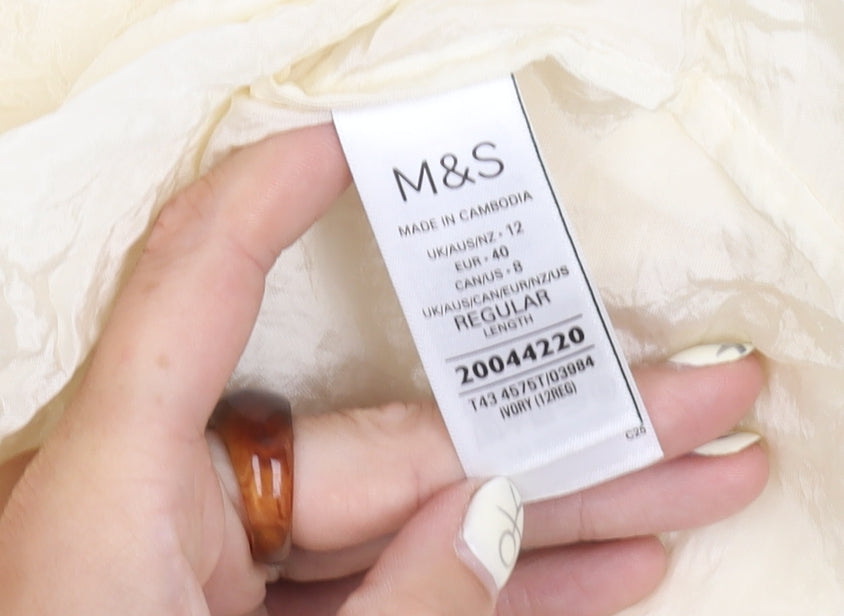 M&S
MADE IN CAMBODIA
UK/AUS/NZ - 12
EUR - 40
CAN/US - 8
UK/AUS/CAN/EUR/NZ/US
REGULAR
LENGTH
20044220
T43 4575T/03984
IVORY (12REG)
C25